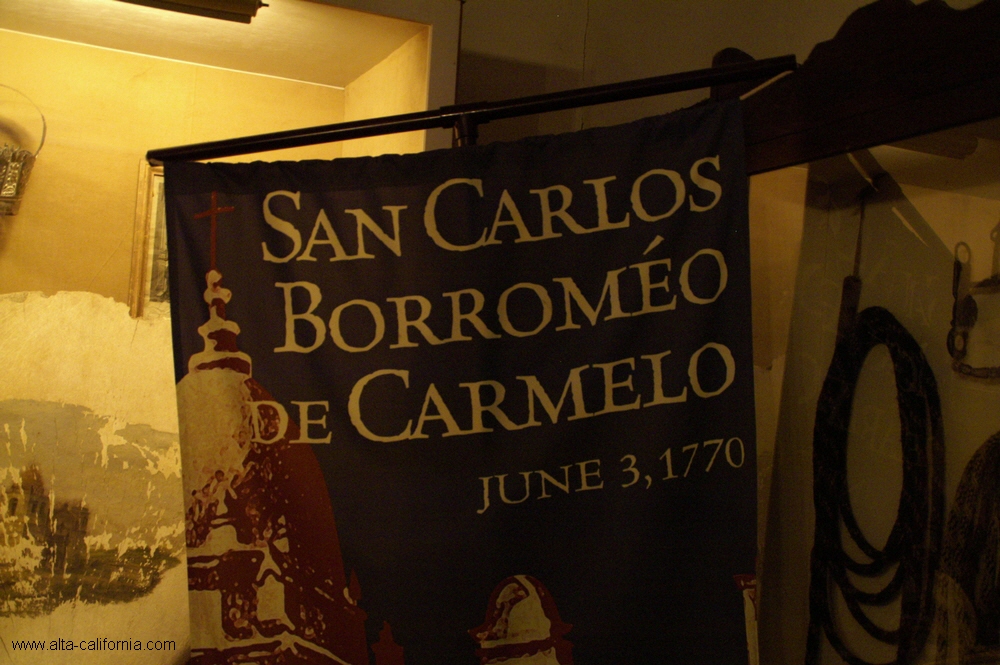 San Carlos
Borroméo
de Carmelo
June 3, 1770
www.alta-california.com